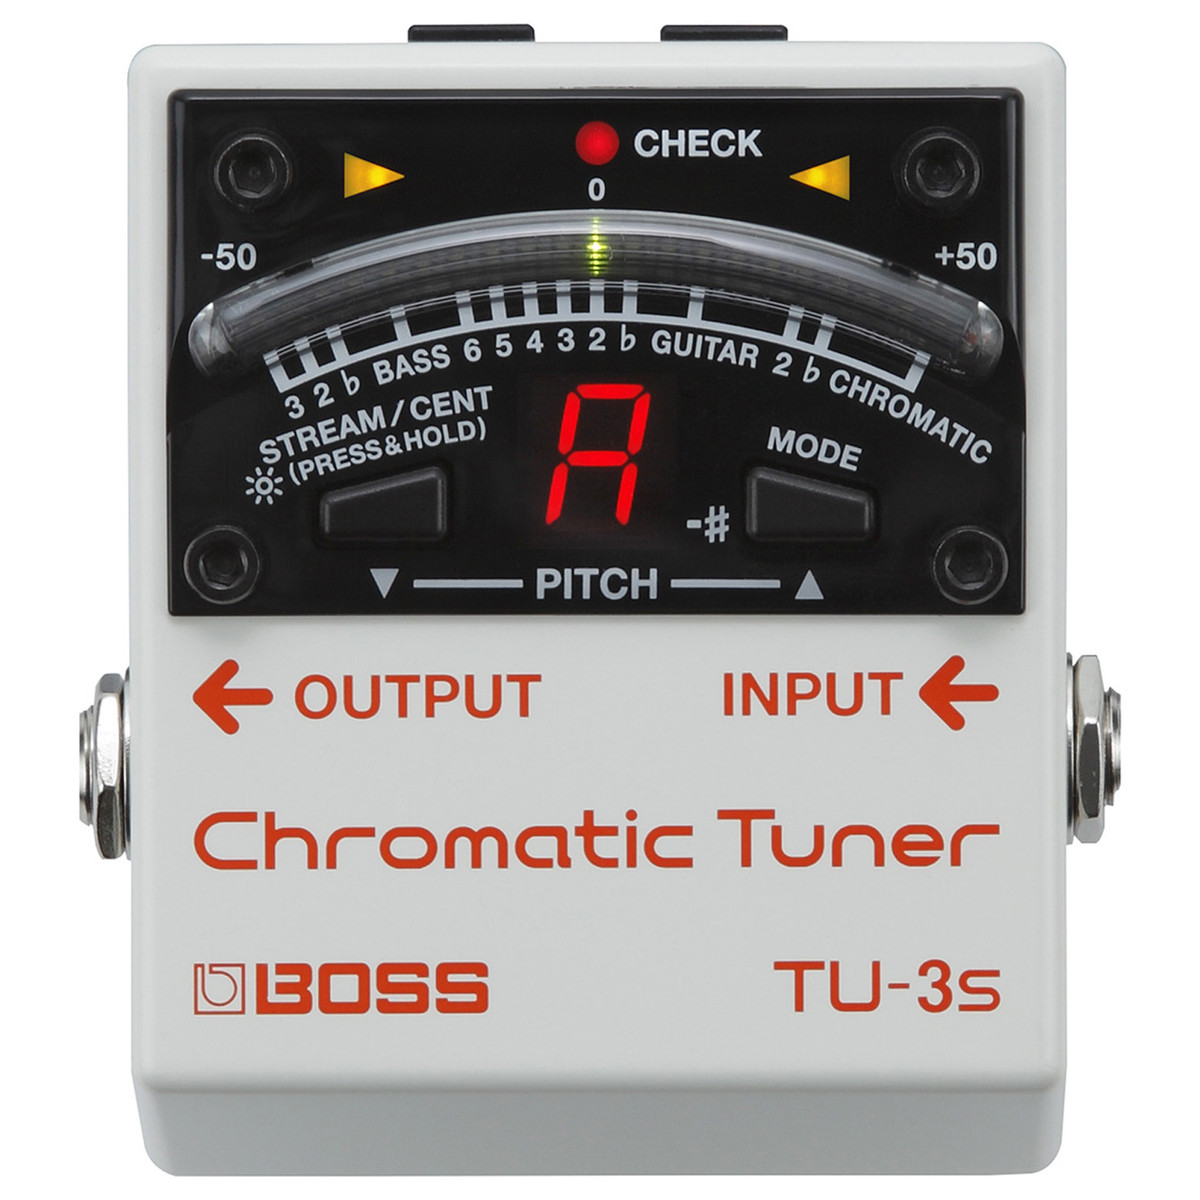 CHECK
0
-50
+50
3 2 ♭ BASS 6 5 4 3 2 ♭ GUITAR 2 ♭ CHROMATIC
STREAM/CENT
(PRESS&HOLD)
A
MODE
-#
▼ PITCH ▲
← OUTPUT
INPUT ←
Chromatic Tuner
BOSS
TU-3s